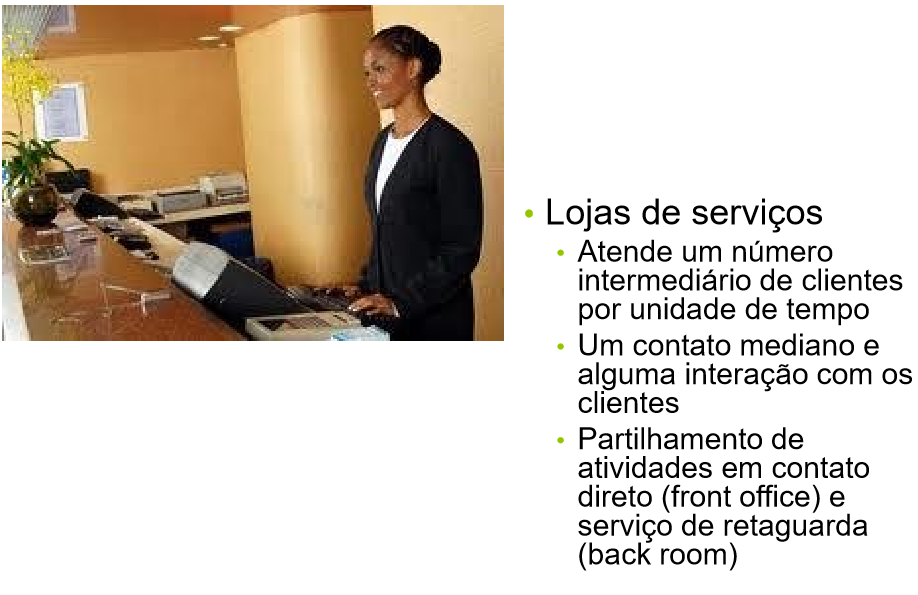 • Lojas de serviços
• Atende um número
intermediário de clientes
por unidade de tempo
• Um contato mediano e
alguma interação com os
clientes
• Partilhamento de
atividades em contato
direto (front office) e
serviço de retaguarda
(back room)